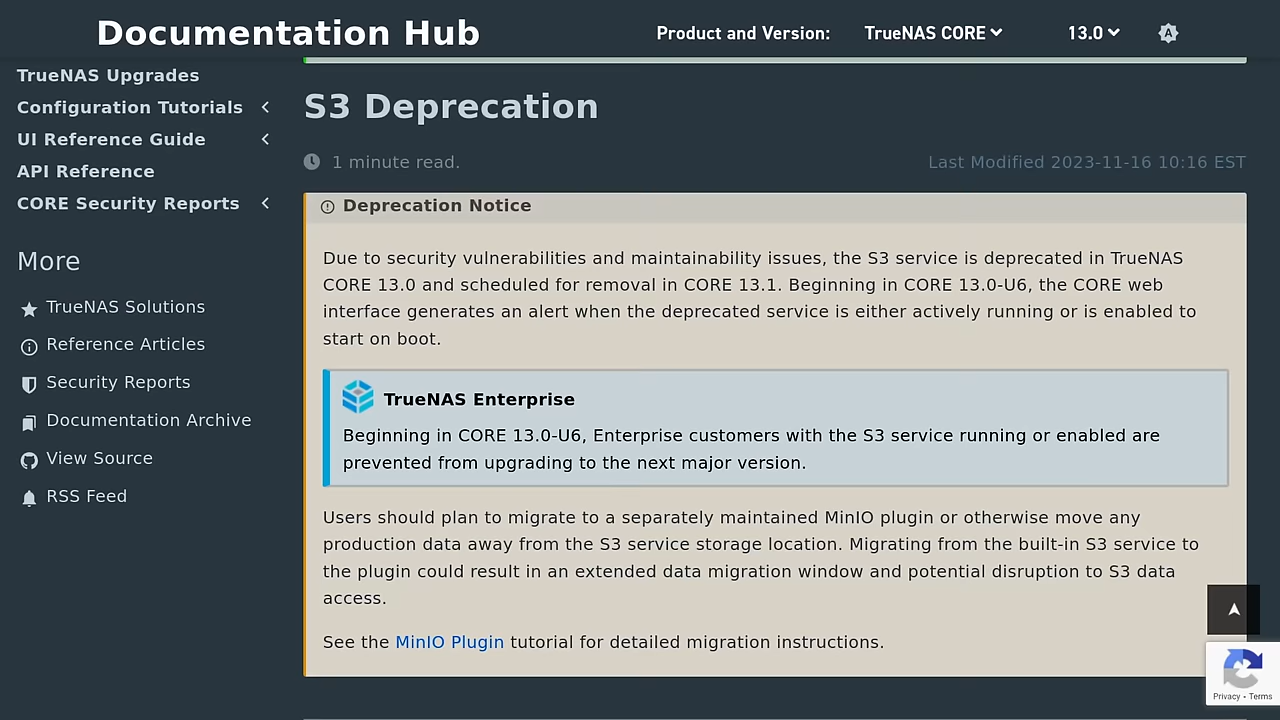 Documentation Hub
Product and Version:
TrueNAS CORE
13.0
A
TrueNAS Upgrades
Configuration Tutorials
UI Reference Guide
API Reference
CORE Security Reports
More
TrueNAS Solutions
Reference Articles
Security Reports
Documentation Archive
View Source
RSS Feed
S3 Deprecation
1 minute read.
Last Modified 2023-11-16 10:16 EST
Deprecation Notice
Due to security vulnerabilities and maintainability issues, the S3 service is deprecated in TrueNAS
CORE 13.0 and scheduled for removal in CORE 13.1. Beginning in CORE 13.0-U6, the CORE web
interface generates an alert when the deprecated service is either actively running or is enabled to
start on boot.
TrueNAS Enterprise
Beginning in CORE 13.0-U6, Enterprise customers with the S3 service running or enabled are
prevented from upgrading to the next major version.
Users should plan to migrate to a separately maintained MinIO plugin or otherwise move any
production data away from the S3 service storage location. Migrating from the built-in S3 service to
the plugin could result in an extended data migration window and potential disruption to S3 data
access.
See the MinIO Plugin tutorial for detailed migration instructions.
Privacy - Terms